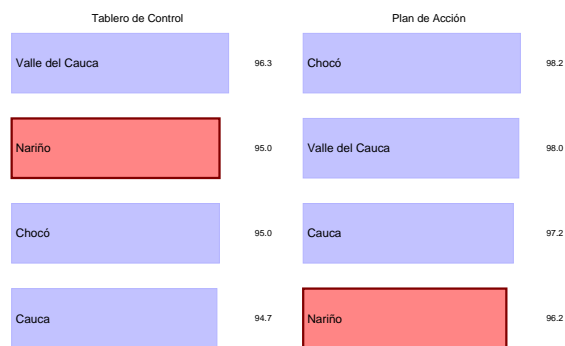 Tablero de Control
Valle del Cauca 96.3
Nariño 95.0
Chocó 95.0
Cauca 94.7
Plan de Acción
Chocó 98.2
Valle del Cauca 98.0
Cauca 97.2
Nariño 96.2